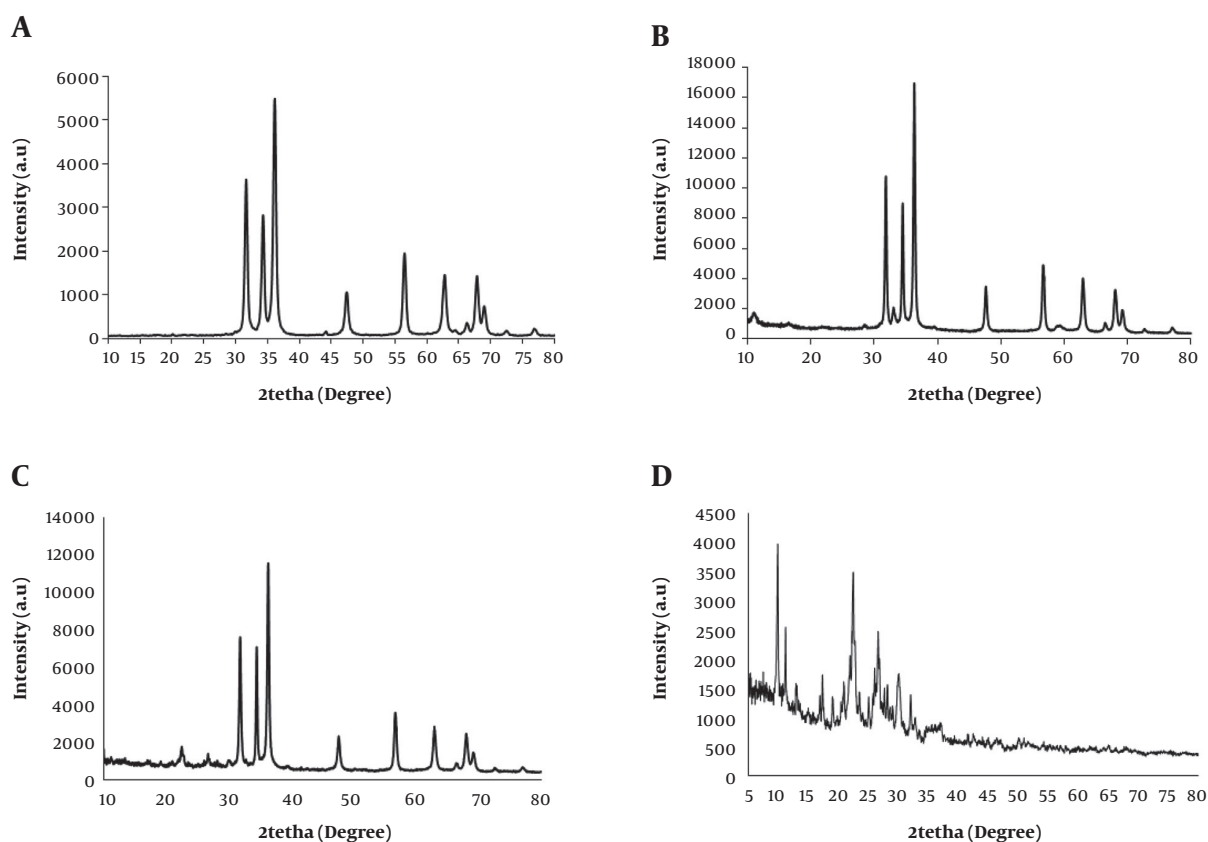 A
Intensity (a.u)
6000
5000
4000
3000
2000
1000
0
10 15 20 25 30 35 40 45 50 55 60 65 70 75 80
2tetha (Degree)
B
Intensity (a.u)
18000
16000
14000
12000
10000
8000
6000
4000
2000
0
10 20 30 40 50 60 70 80
2tetha (Degree)
C
Intensity (a.u)
14000
12000
10000
8000
6000
4000
2000
0
10 20 30 40 50 60 70 80
2tetha (Degree)
D
Intensity (a.u)
4500
4000
3500
3000
2500
2000
1500
1000
500
0
5 10 15 20 25 30 35 40 45 50 55 60 65 70 75 80
2tetha (Degree)